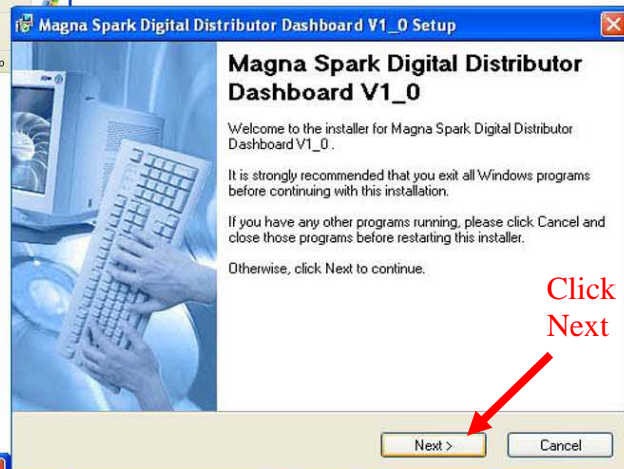 Magna Spark Digital Distributor Dashboard V1_0 Setup
Magna Spark Digital Distributor
Dashboard V1_0
Welcome to the installer for Magna Spark Digital Distributor
Dashboard V1_0 .
It is strongly recommended that you exit all Windows programs
before continuing with this installation.
If you have any other programs running, please click Cancel and
close those programs before restarting this installer.
Otherwise, click Next to continue.
Click
Next
Next >
Cancel